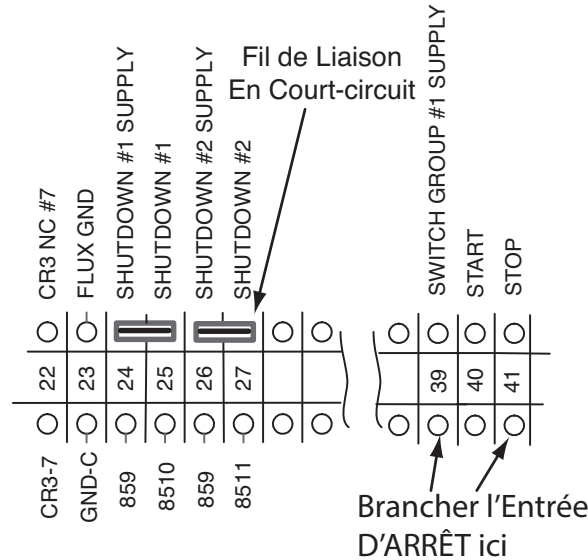 Fil de Liaison
En Court-circuit
CR3 NC #7
FLUX GND
SHUTDOWN #1 SUPPLY
SHUTDOWN #1
SHUTDOWN #2 SUPPLY
SHUTDOWN #2
SWITCH GROUP #1 SUPPLY
START
STOP
22
23
24
25
26
27
39
40
41
CR3-7
GND-C
859
8510
859
8511
Brancher l'Entrée
D'ARRÊT ici